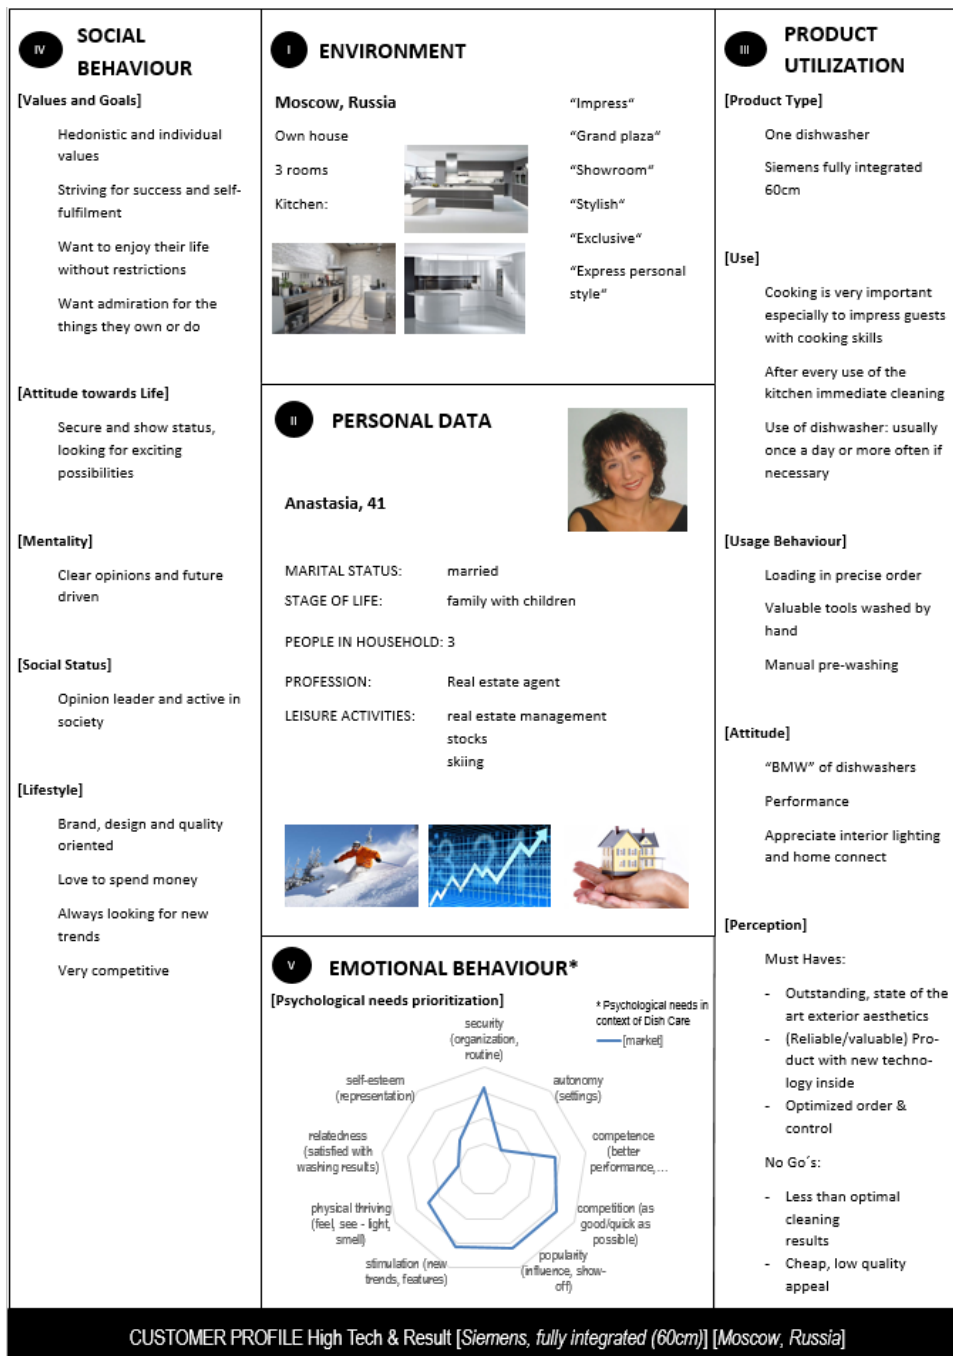 IV
SOCIAL
BEHAVIOUR
[Values and Goals]
Hedonistic and individual
values
Striving for success and self-
fulfilment
Want to enjoy their life
without restrictions
Want admiration for the
things they own or do
[Attitude towards Life]
Secure and show status,
looking for exciting
possibilities
[Mentality]
Clear opinions and future
driven
[Social Status]
Opinion leader and active in
society
[Lifestyle]
Brand, design and quality
oriented
Love to spend money
Always looking for new
trends
Very competitive
I
ENVIRONMENT
Moscow, Russia
Own house
3 rooms
Kitchen:
“Impress“
“Grand plaza“
“Showroom“
“Stylish“
“Exclusive“
“Express personal
style“
II
PERSONAL DATA
Anastasia, 41
MARITAL STATUS: married
STAGE OF LIFE: family with children
PEOPLE IN HOUSEHOLD: 3
PROFESSION: Real estate agent
LEISURE ACTIVITIES: real estate management
stocks
skiing
V
EMOTIONAL BEHAVIOUR*
[Psychological needs prioritization]
* Psychological needs in
context of Dish Care
[market]
security
(organization,
routine)
autonomy
(settings)
competence
(better
performance,...
competition (as
good/quick as
possible)
popularity
(influence, show-
off)
stimulation (new
trends, features)
physical thriving
(feel, see - light,
smell)
relatedness
(satisfied with
washing results)
self-esteem
(representation)
III
PRODUCT
UTILIZATION
[Product Type]
One dishwasher
Siemens fully integrated
60cm
[Use]
Cooking is very important
especially to impress guests
with cooking skills
After every use of the
kitchen immediate cleaning
Use of dishwasher: usually
once a day or more often if
necessary
[Usage Behaviour]
Loading in precise order
Valuable tools washed by
hand
Manual pre-washing
[Attitude]
“BMW” of dishwashers
Performance
Appreciate interior lighting
and home connect
[Perception]
Must Haves:
- Outstanding, state of the
art exterior aesthetics
- (Reliable/valuable) Pro-
duct with new techno-
logy inside
- Optimized order &
control
No Go´s:
- Less than optimal
cleaning
results
- Cheap, low quality
appeal
CUSTOMER PROFILE High Tech & Result [Siemens, fully integrated (60cm)] [Moscow, Russia]